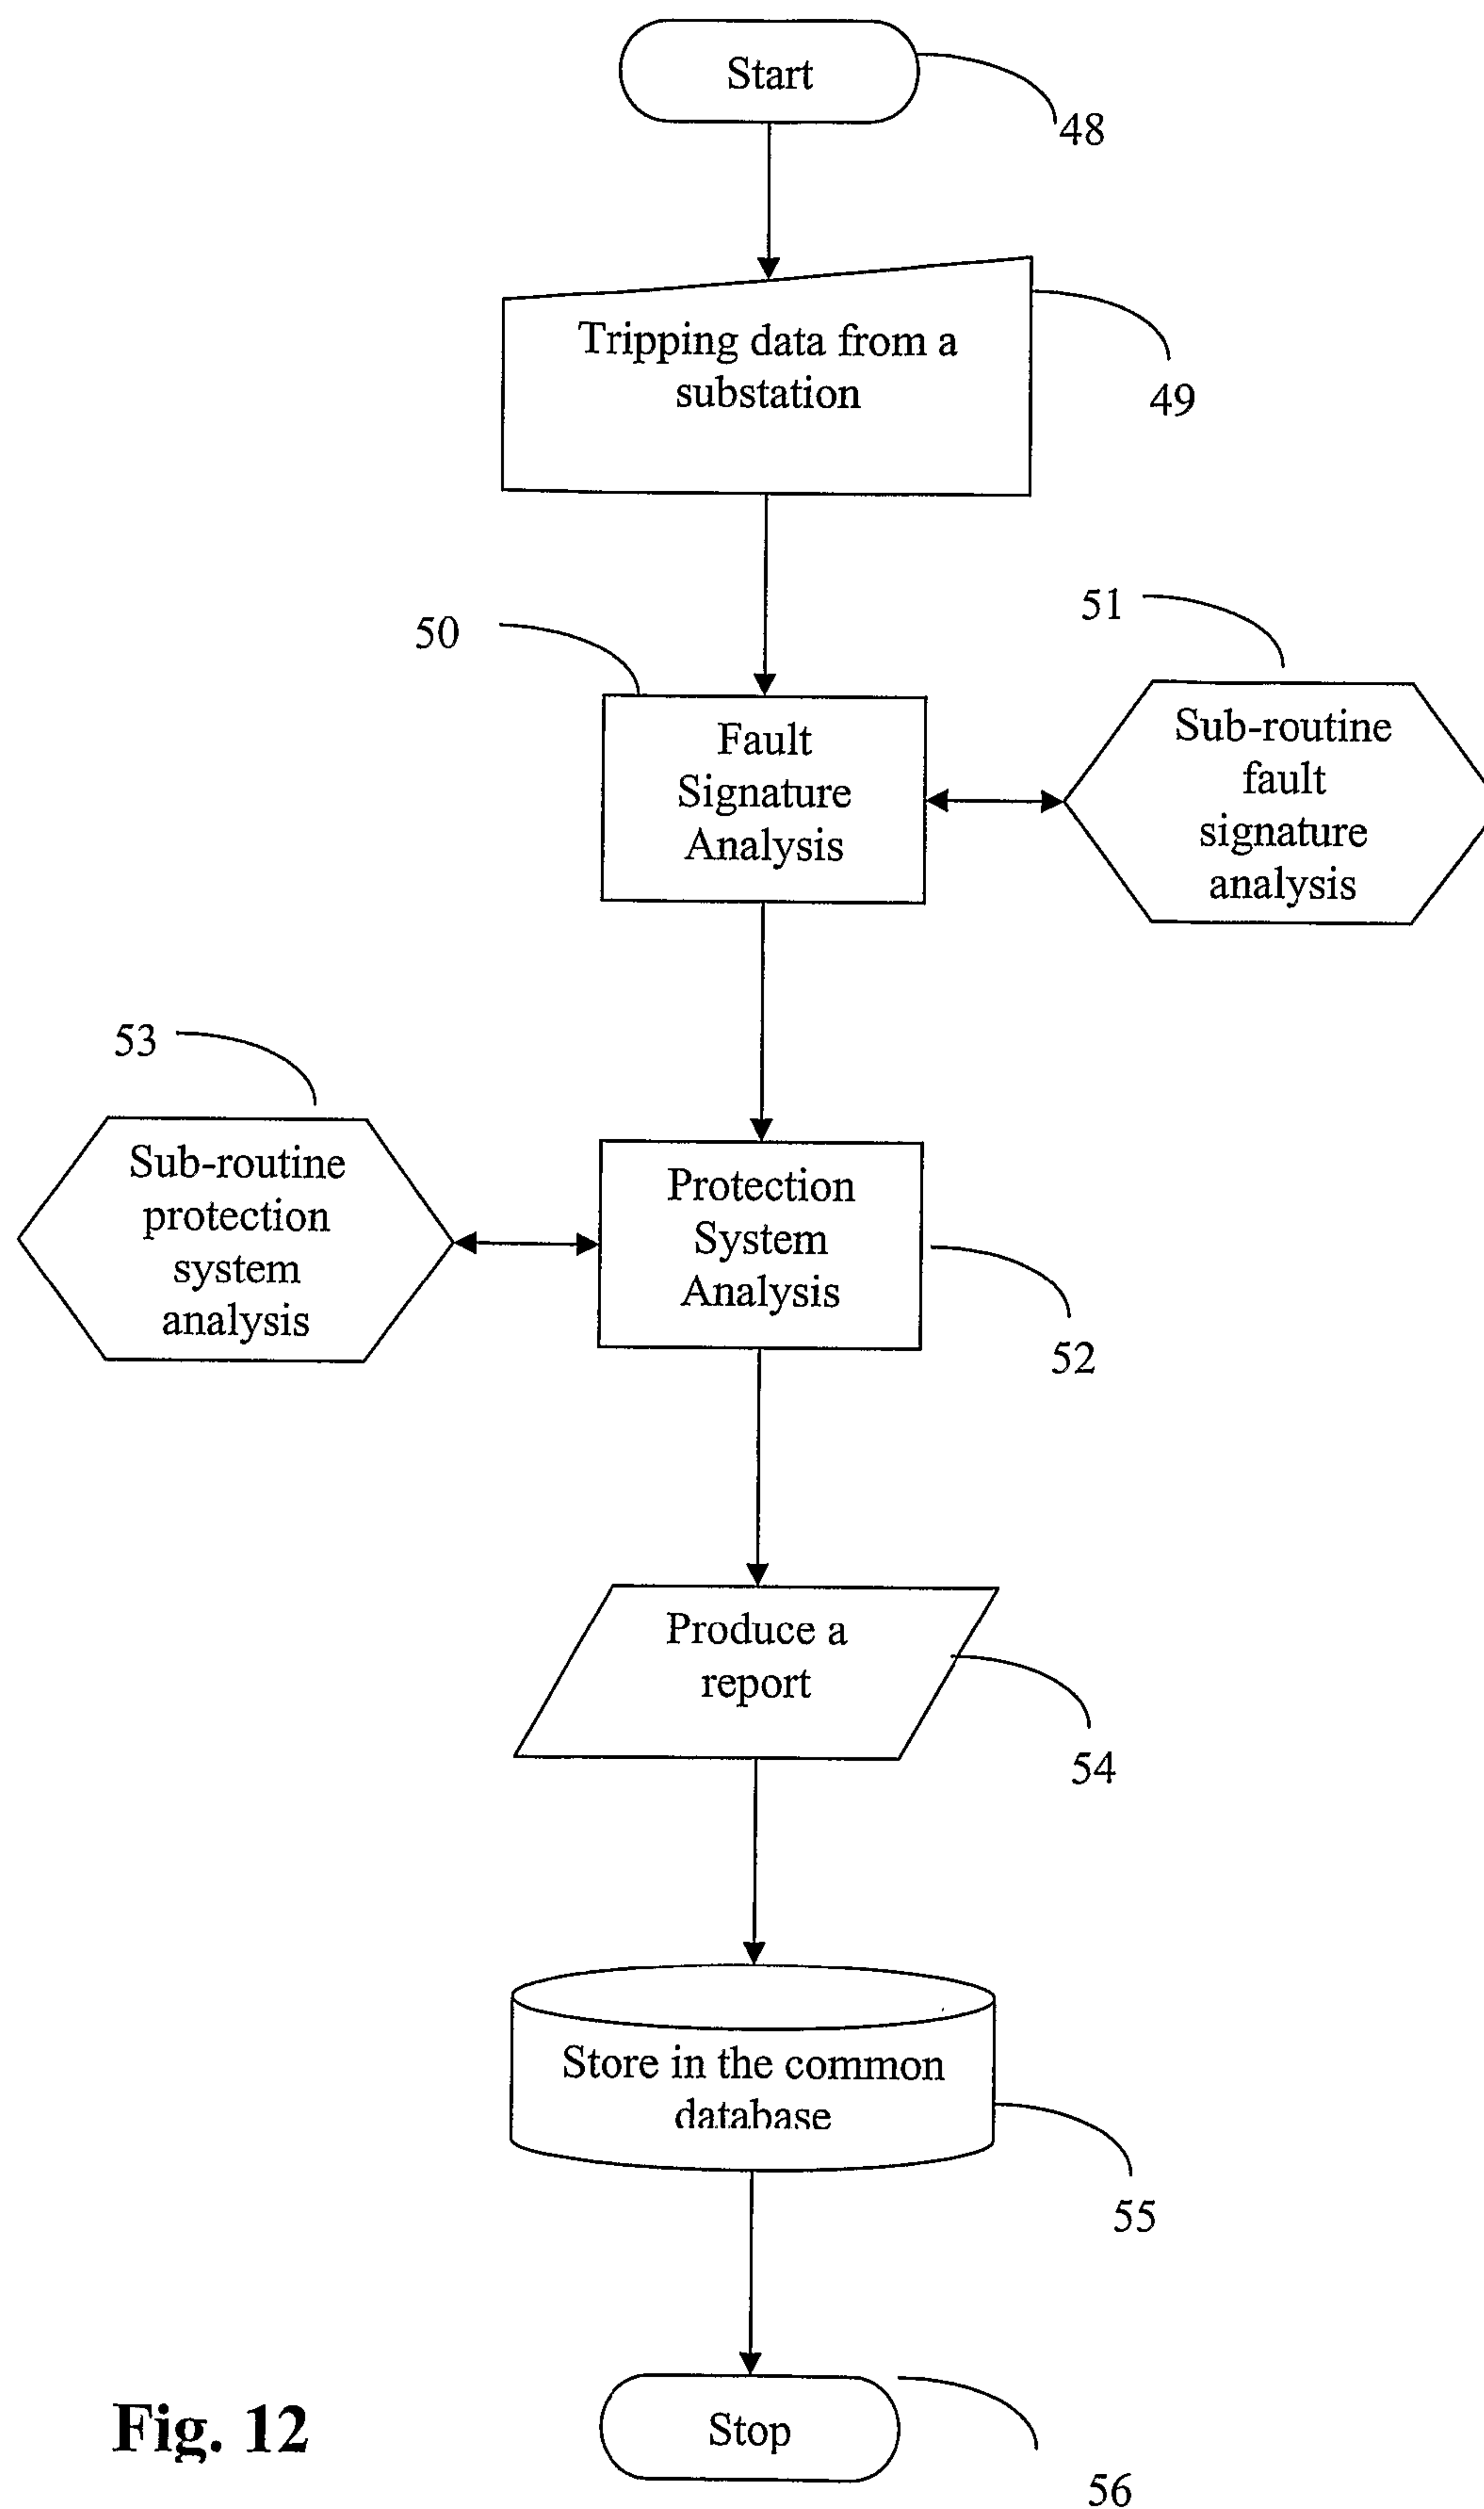 Start
48
Tripping data from a
substation
49
50
51
Fault
Signature
Analysis
Sub-routine
fault
signature
analysis
53
Sub-routine
protection
system
analysis
Protection
System
Analysis
52
Produce a
report
54
Store in the common
database
55
Stop
56
Fig. 12